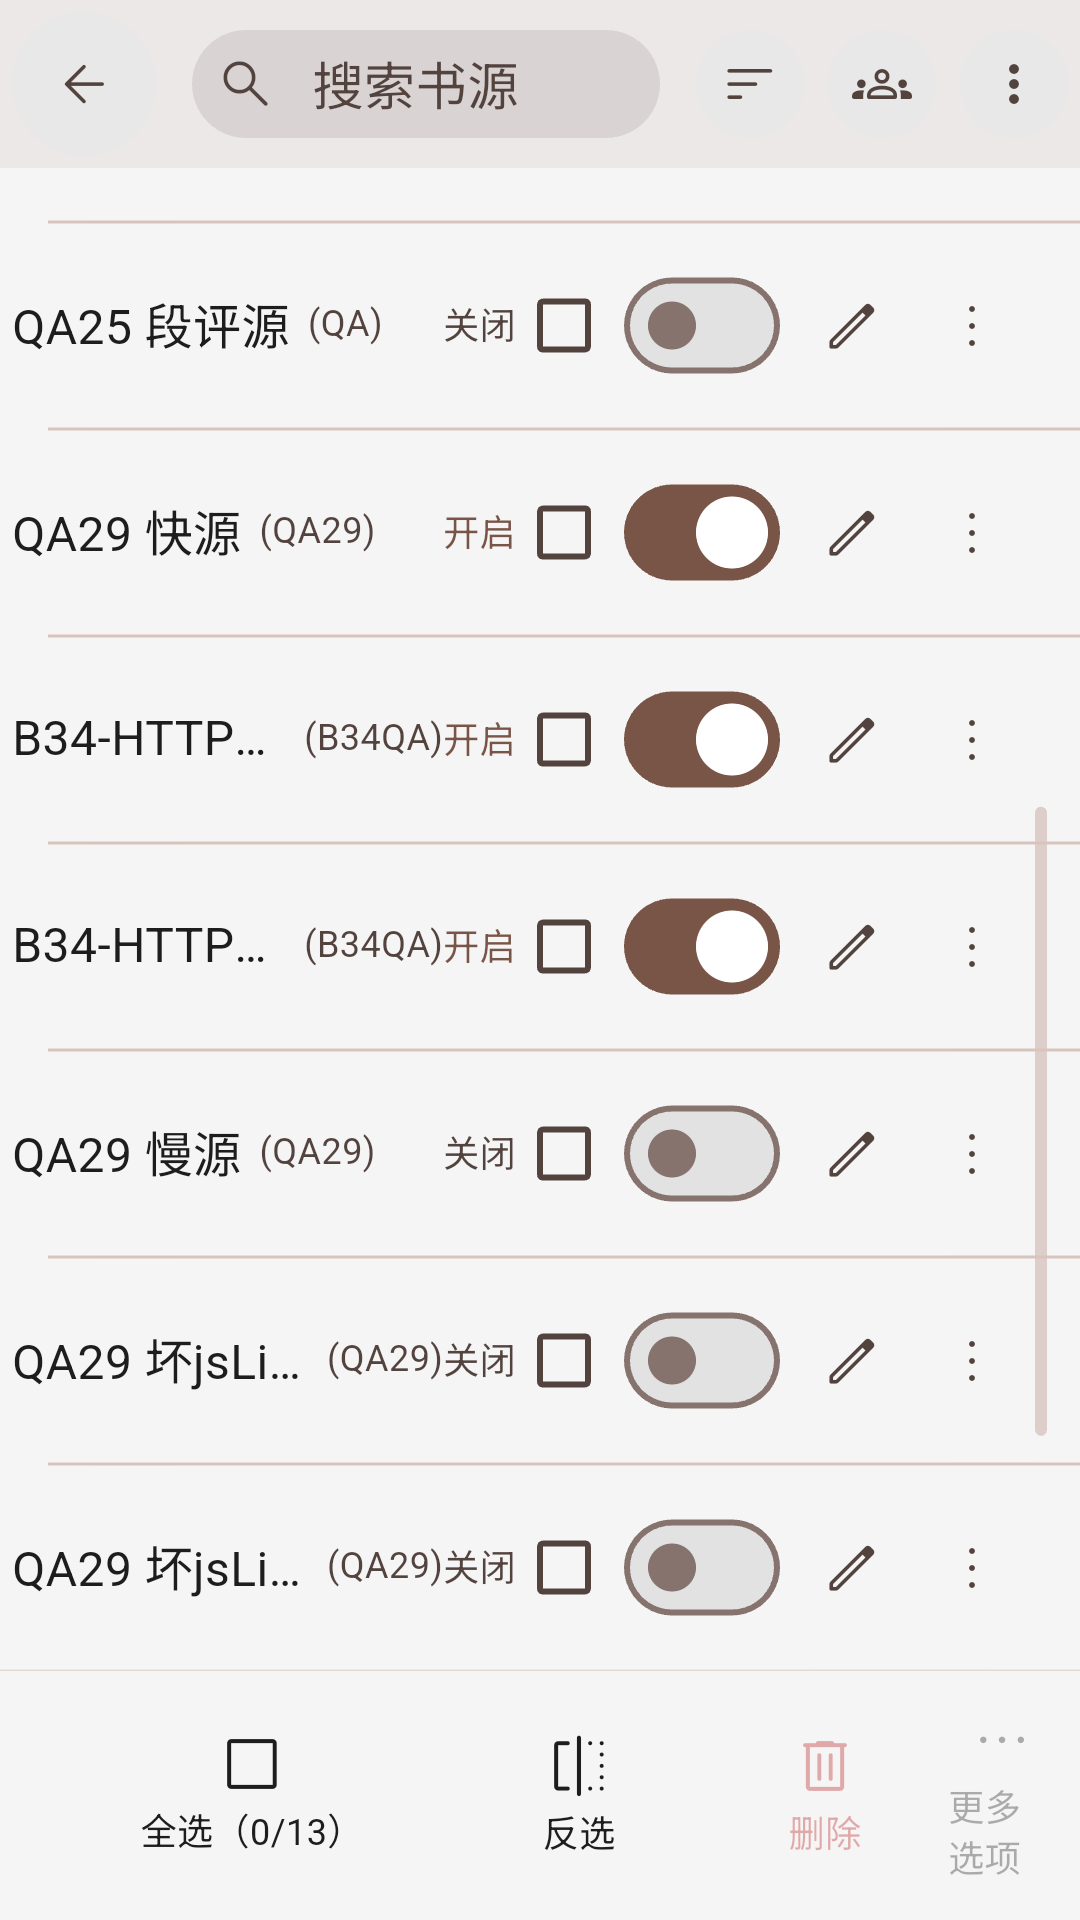 搜索书源
QA25 段评源 (QA) 关闭
QA29 快源 (QA29) 开启
B34-HTTP... (B34QA)开启
B34-HTTP... (B34QA)开启
QA29 慢源 (QA29) 关闭
QA29 坏jsLi... (QA29)关闭
QA29 坏jsLi... (QA29)关闭
全选（0/13） 反选 删除 更多
选项